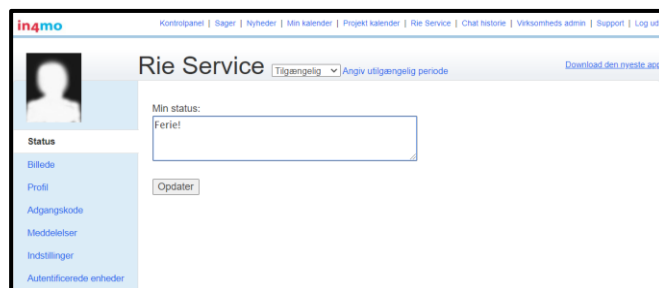 in4mo
Kontrolpanel | Sager | Nyheder | Min kalender | Projekt kalender | Rie Service | Chat historie | Virksomheds admin | Support | Log ud
Rie Service Tilgængelig Angiv utilgængelig periode
Download den nyeste app
Min status:
Ferie!
Opdater
Status
Billede
Profil
Adgangskode
Meddelelser
Indstillinger
Autentificerede enheder